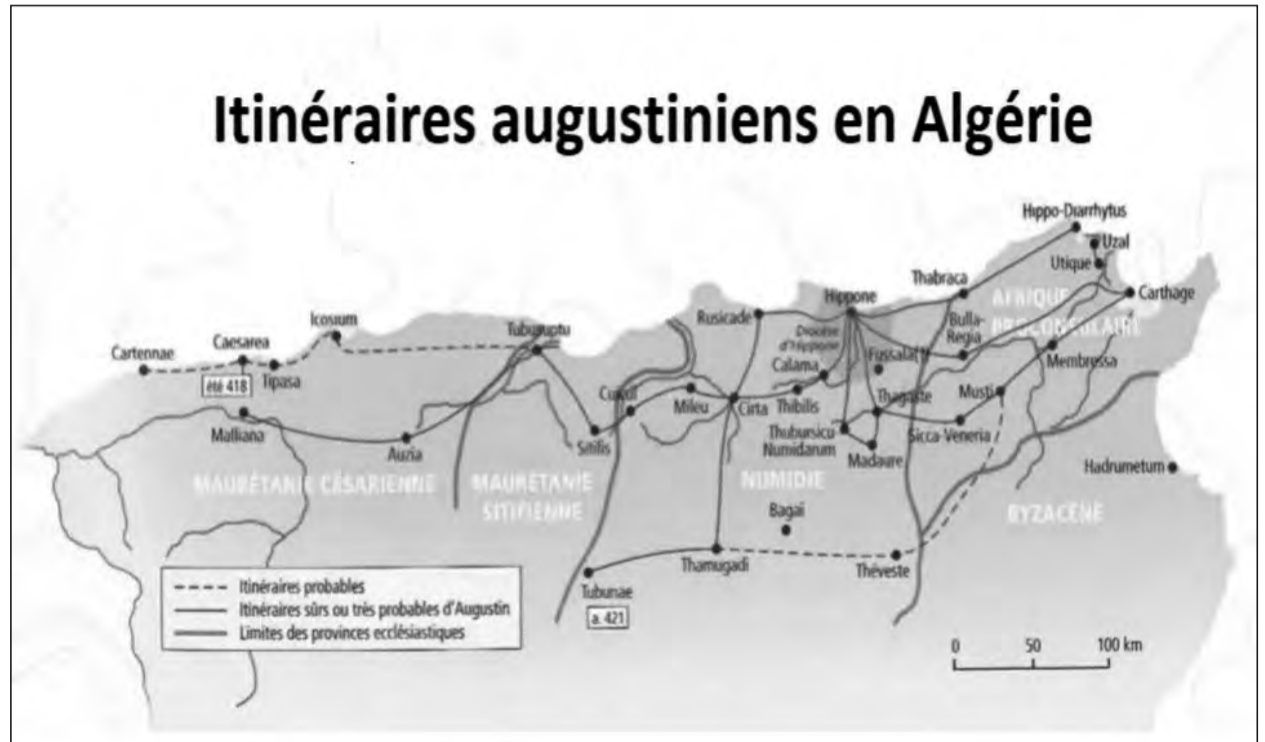 Itinéraires augustiniens en Algérie
Hippo-Diarrhytus
Uzal
Utique
Thabraca
Carthage
Hippone
AFRIQUE
PROCONSULAIRE
Bulla-
Regia
Rusicade
Icosium
Tubusuptu
Caesarea
Cartennae
Tipasa
été 418
Diocèse
d'Hippone
Calama
Fussala
Membressa
Cuicul
Mileu
Cirta
Thibilis
Thagaste
Musti
Malliana
Auzia
Sitifis
Thubursicu
Numidarum
Madaure
Sicca-Veneria
Hadrumetum
MAURÉTANIE CÉSARIENNE
MAURÉTANIE
SITIFIENNE
NUMIDIE
BYZACÈNE
Bagaï
Thamugadi
Théveste
Tubunae
a. 421
Itinéraires probables
Itinéraires sûrs ou très probables d'Augustin
Limites des provinces ecclésiastiques
0 50 100 km